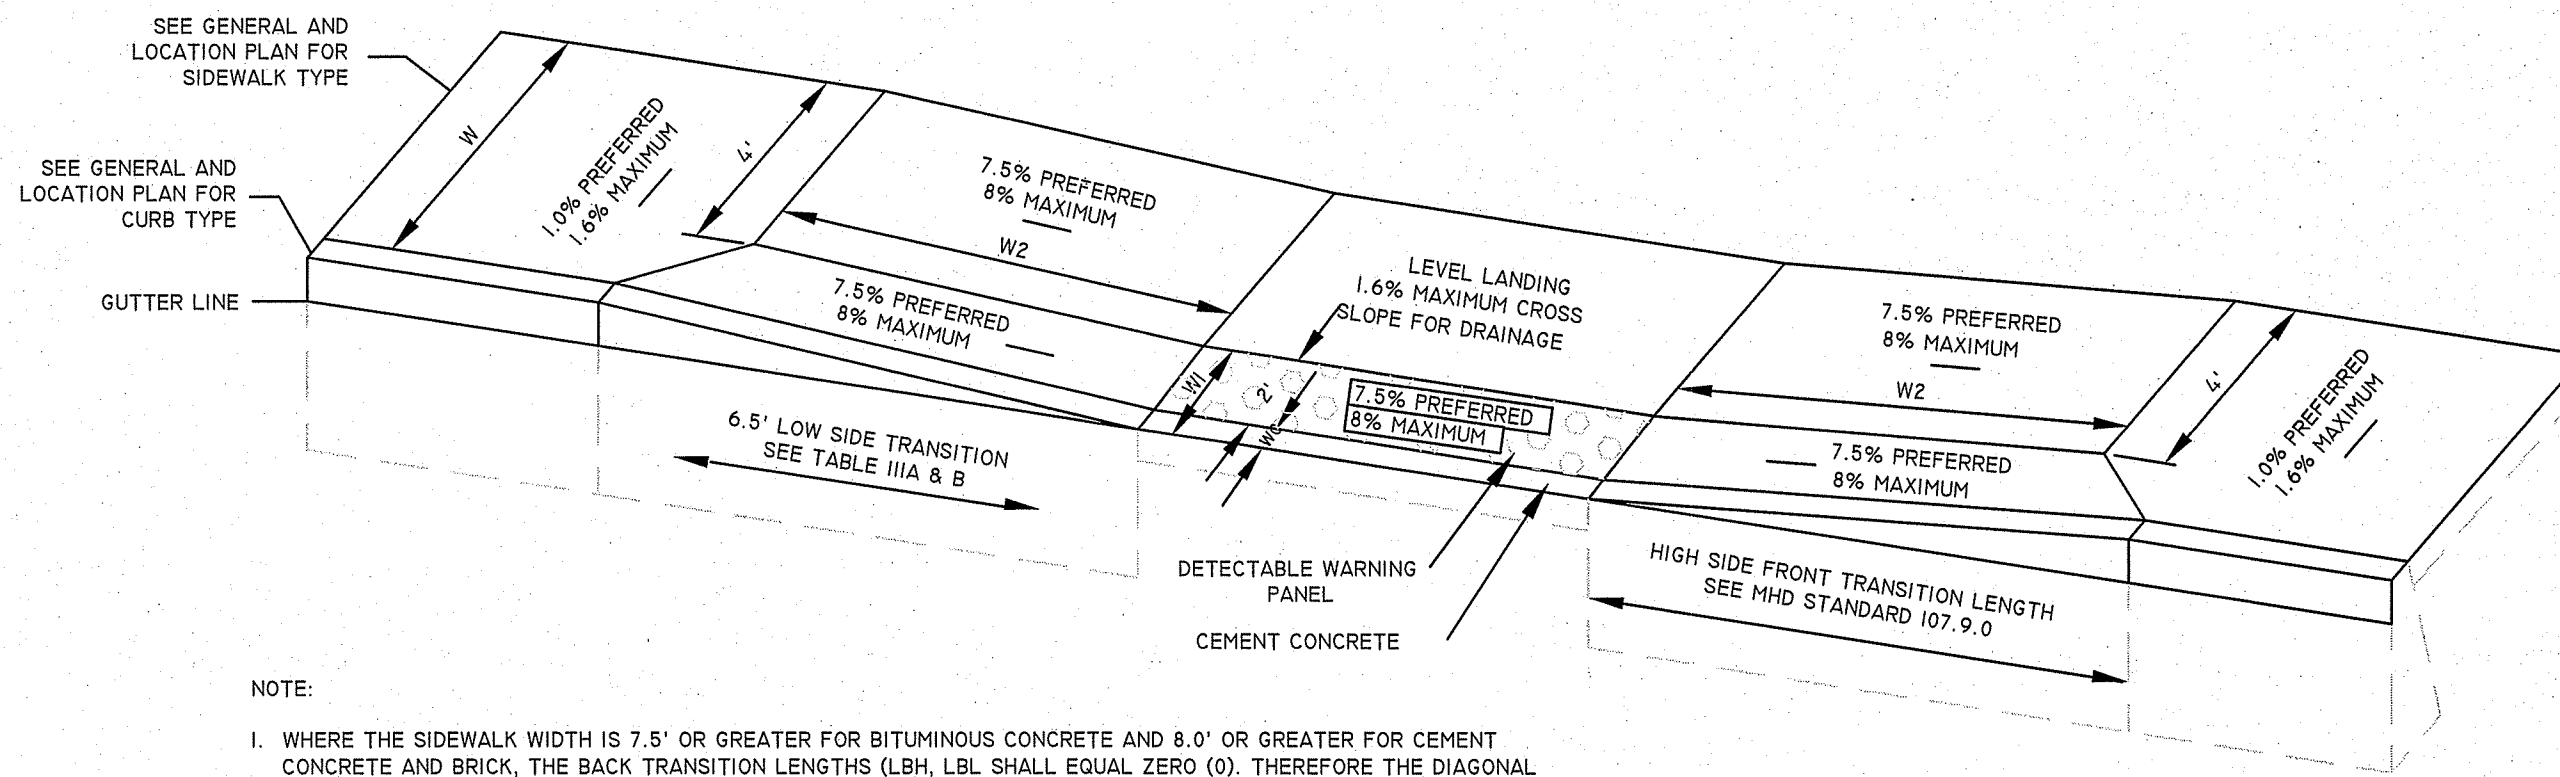 SEE GENERAL AND
LOCATION PLAN FOR
SIDEWALK TYPE
SEE GENERAL AND
LOCATION PLAN FOR
CURB TYPE
GUTTER LINE
W
1.0% PREFERRED
1.6% MAXIMUM
4'
7.5% PREFERRED
8% MAXIMUM
W2
7.5% PREFERRED
8% MAXIMUM
6.5' LOW SIDE TRANSITION
SEE TABLE IIIA & B
LEVEL LANDING
1.6% MAXIMUM CROSS
SLOPE FOR DRAINAGE
W1
2'
WC
7.5% PREFERRED
8% MAXIMUM
DETECTABLE WARNING
PANEL
CEMENT CONCRETE
7.5% PREFERRED
8% MAXIMUM
W2
7.5% PREFERRED
8% MAXIMUM
4'
1.0% PREFERRED
1.6% MAXIMUM
HIGH SIDE FRONT TRANSITION LENGTH
SEE MHD STANDARD 107.9.0
NOTE:
1. WHERE THE SIDEWALK WIDTH IS 7.5' OR GREATER FOR BITUMINOUS CONCRETE AND 8.0' OR GREATER FOR CEMENT
CONCRETE AND BRICK, THE BACK TRANSITION LENGTHS (LBH, LBL SHALL EQUAL ZERO (0). THEREFORE THE DIAGONAL